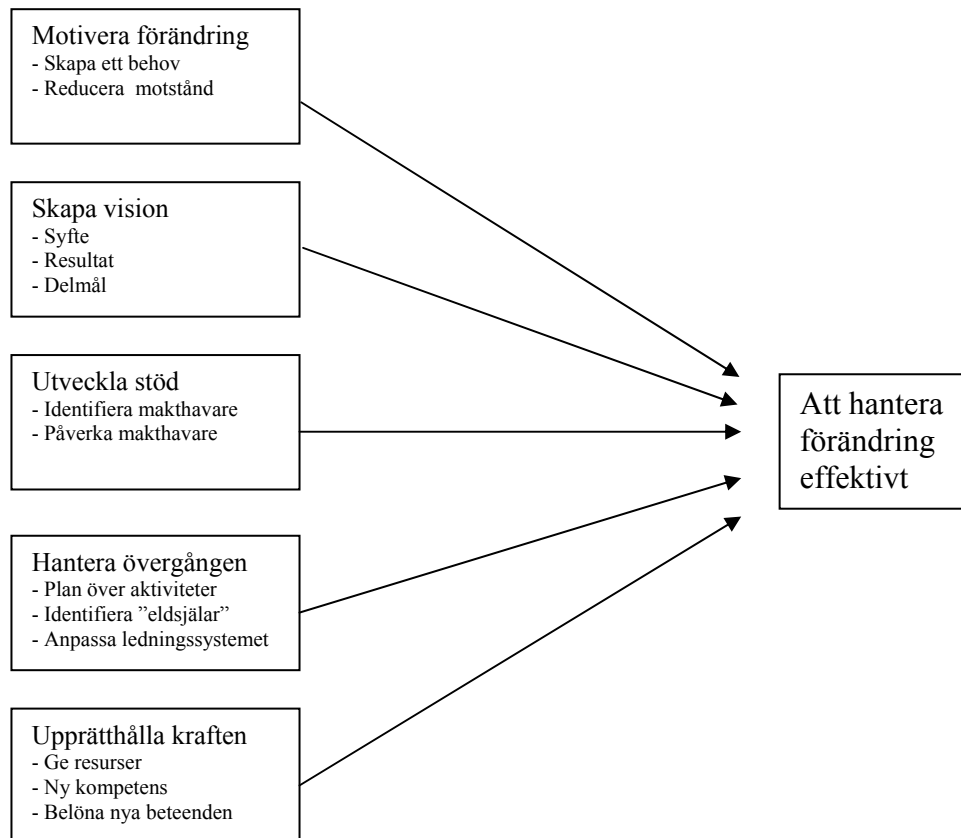 Motivera förändring
- Skapa ett behov
- Reducera motstånd
Skapa vision
- Syfte
- Resultat
- Delmål
Utveckla stöd
- Identifiera makthavare
- Påverka makthavare
Hantera övergången
- Plan över aktiviteter
- Identifiera ”eldsjälar”
- Anpassa ledningssystemet
Upprätthålla kraften
- Ge resurser
- Ny kompetens
- Belöna nya beteenden
Att hantera
förändring
effektivt